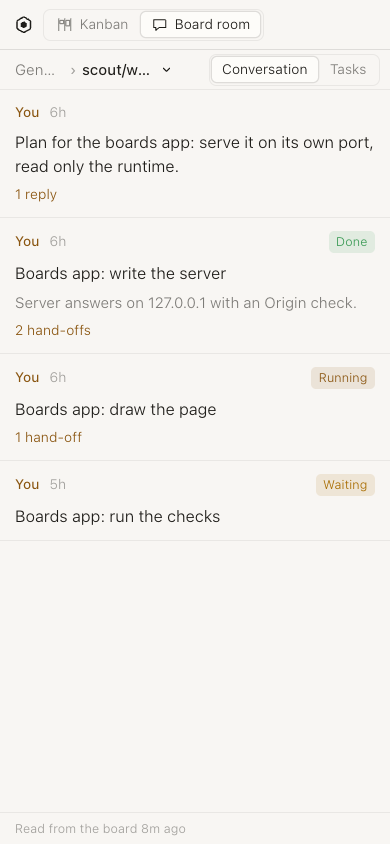 Kanban Board room
Gen... › scout/w... Conversation Tasks
You 6h
Plan for the boards app: serve it on its own port,
read only the runtime.
1 reply
You 6h Done
Boards app: write the server
Server answers on 127.0.0.1 with an Origin check.
2 hand-offs
You 6h Running
Boards app: draw the page
1 hand-off
You 5h Waiting
Boards app: run the checks
Read from the board 8m ago